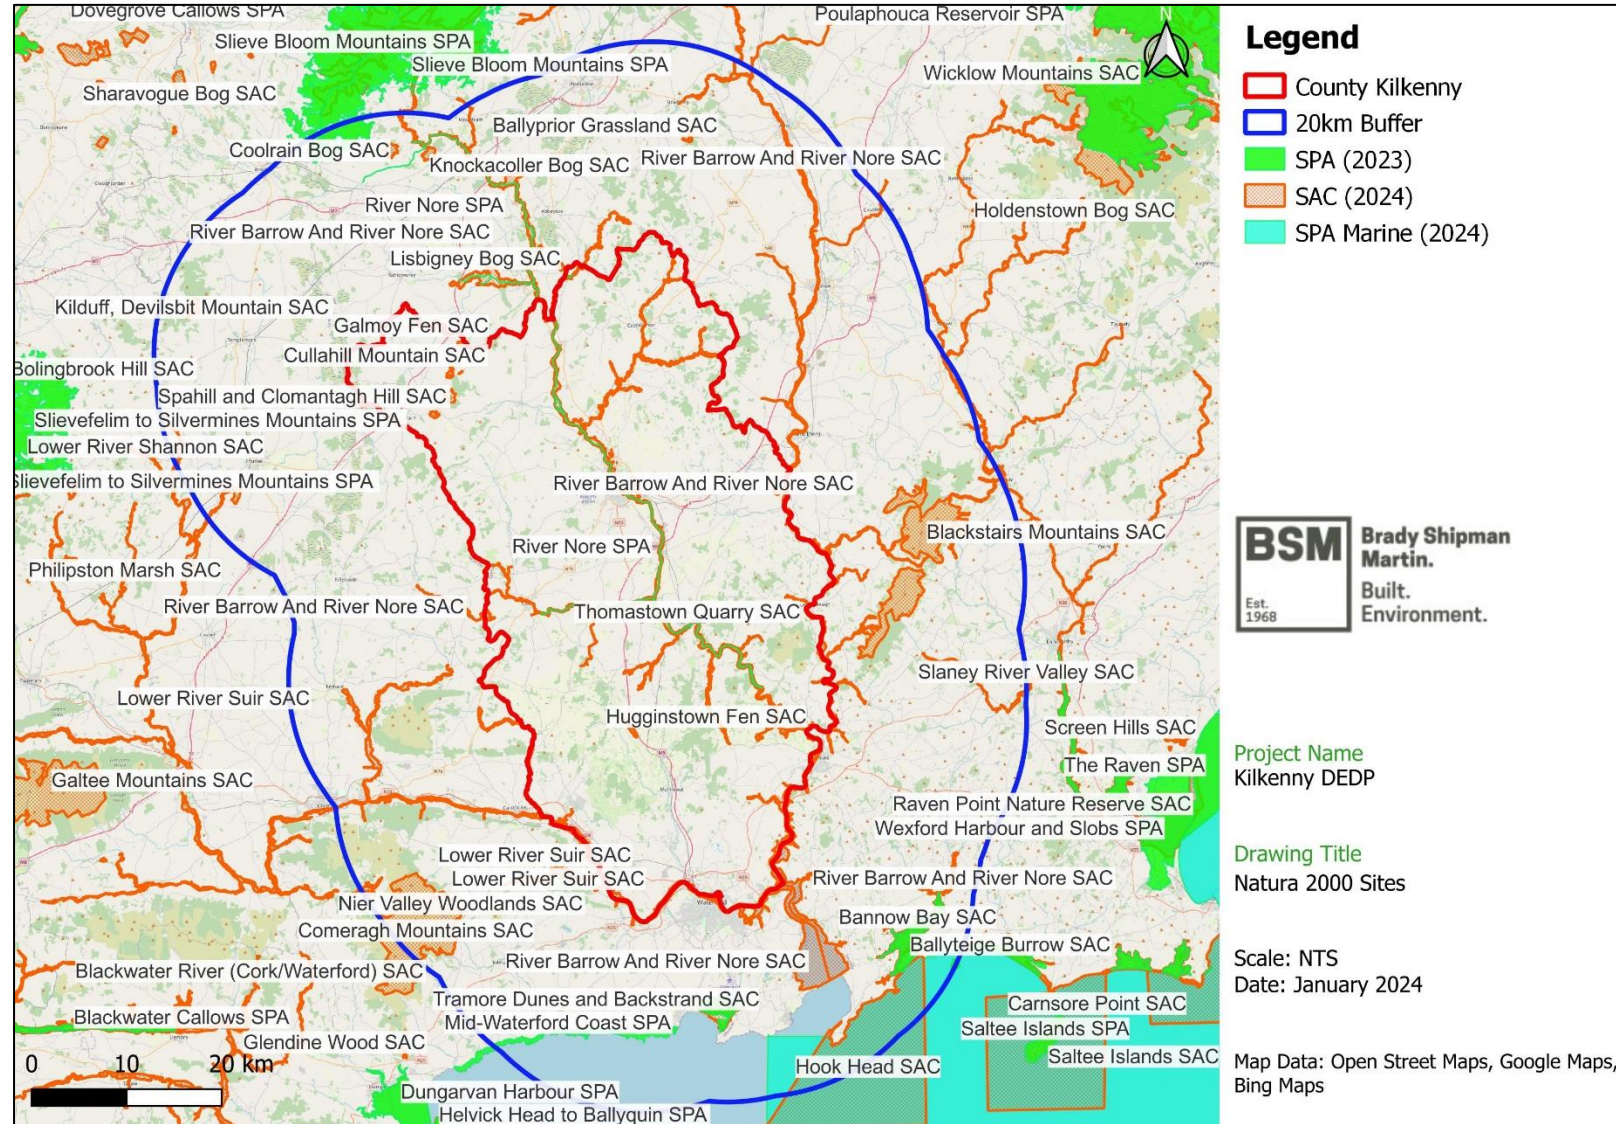 Dovegrove Callows SPA
Poulaphouca Reservoir SPA
N
Slieve Bloom Mountains SPA
Slieve Bloom Mountains SPA
Wicklow Mountains SAC
Sharavogue Bog SAC
Ballyprior Grassland SAC
Coolrain Bog SAC
Knockacoller Bog SAC
River Barrow And River Nore SAC
River Nore SPA
Holdenstown Bog SAC
River Barrow And River Nore SAC
Lisbigney Bog SAC
Kilduff, Devilsbit Mountain SAC
Galmoy Fen SAC
Cullahill Mountain SAC
Bolingbrook Hill SAC
Spahill and Clomantagh Hill SAC
Slievefelim to Silvermines Mountains SPA
Lower River Shannon SAC
Slievefelim to Silvermines Mountains SPA
River Barrow And River Nore SAC
Blackstairs Mountains SAC
River Nore SPA
Philipston Marsh SAC
River Barrow And River Nore SAC
Thomastown Quarry SAC
Slaney River Valley SAC
Lower River Suir SAC
Hugginstown Fen SAC
Screen Hills SAC
The Raven SPA
Galtee Mountains SAC
Raven Point Nature Reserve SAC
Wexford Harbour and Slobs SPA
Lower River Suir SAC
Lower River Suir SAC
River Barrow And River Nore SAC
Nier Valley Woodlands SAC
Bannow Bay SAC
Comeragh Mountains SAC
Ballyteige Burrow SAC
River Barrow And River Nore SAC
Blackwater River (Cork/Waterford) SAC
Tramore Dunes and Backstrand SAC
Carnsore Point SAC
Blackwater Callows SPA
Mid-Waterford Coast SPA
Saltee Islands SPA
Glendine Wood SAC
Saltee Islands SAC
Hook Head SAC
Dungarvan Harbour SPA
Helvick Head to Ballyquin SPA
0 10 20 km
Legend
County Kilkenny
20km Buffer
SPA (2023)
SAC (2024)
SPA Marine (2024)
BSM
Est.
1968
Brady Shipman
Martin.
Built.
Environment.
Project Name
Kilkenny DEDP
Drawing Title
Natura 2000 Sites
Scale: NTS
Date: January 2024
Map Data: Open Street Maps, Google Maps,
Bing Maps